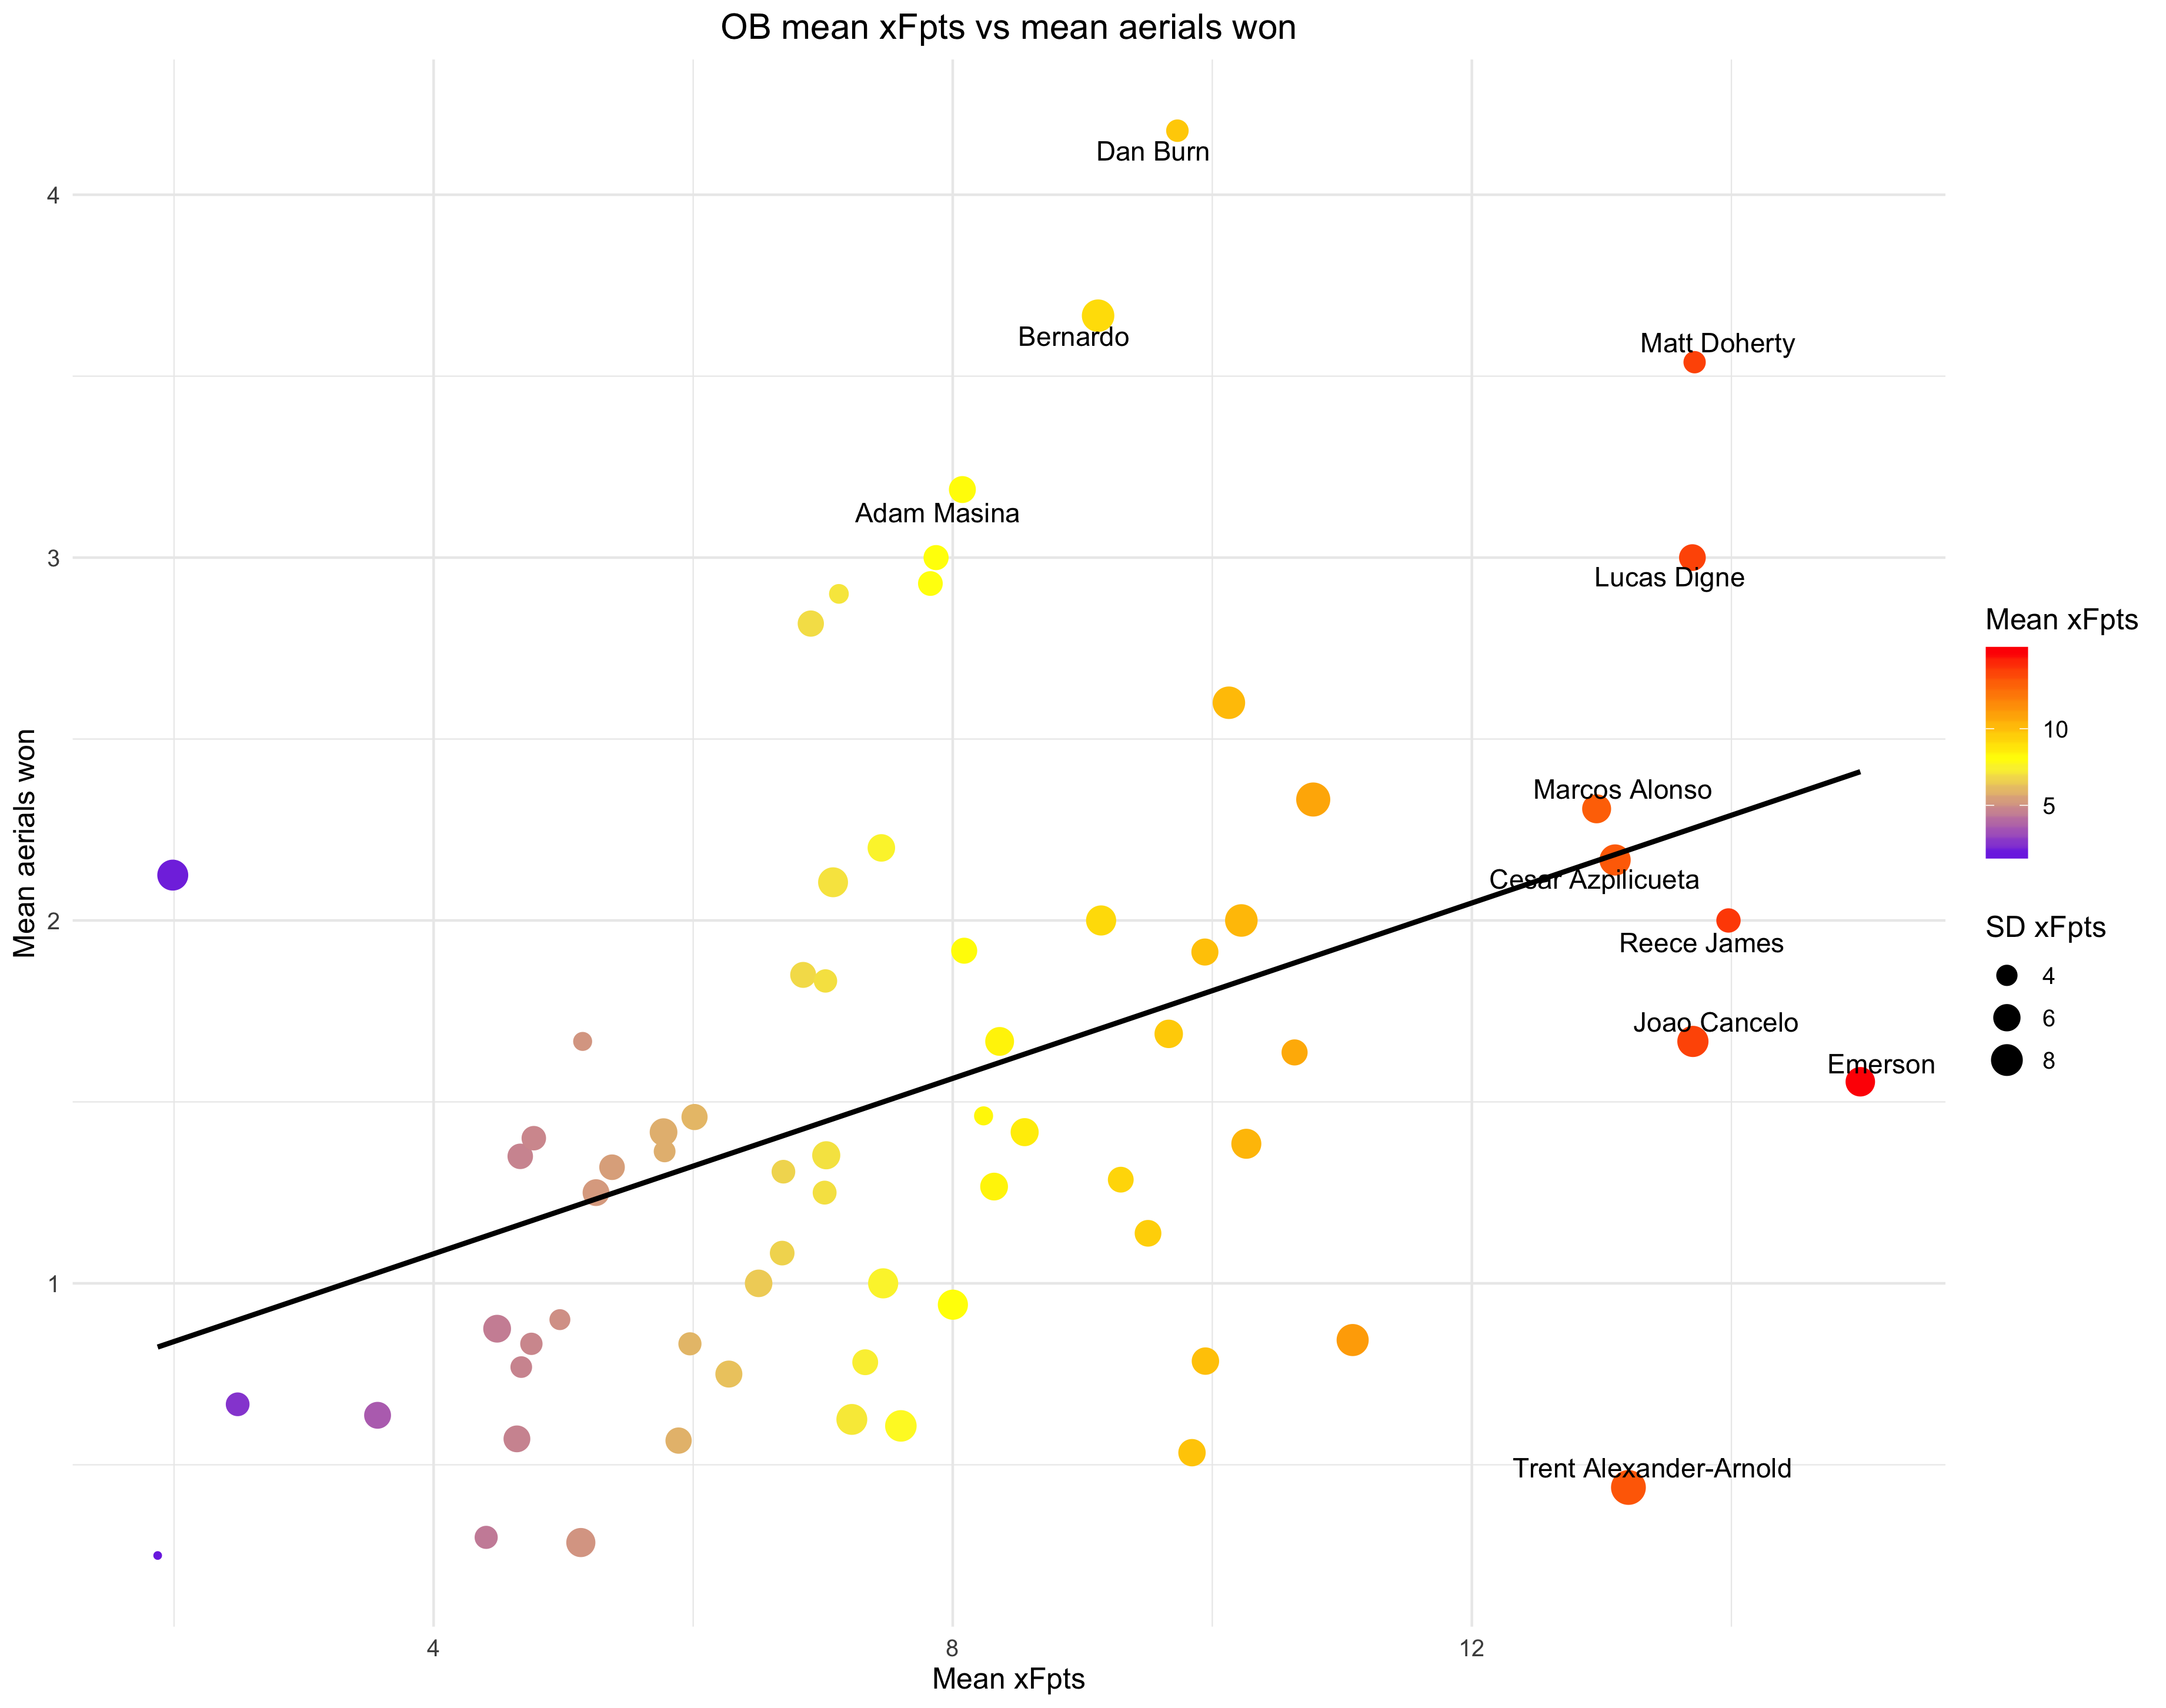 OB mean xFpts vs mean aerials won
Dan Burn
4
Bernardo
Matt Doherty
Adam Masina
3
Lucas Digne
Mean xFpts
10
5
Marcos Alonso
Cesar Azpilicueta
2
Reece James
SD xFpts
4
6
8
Joao Cancelo
Emerson
1
Trent Alexander-Arnold
Mean aerials won
4
8
12
Mean xFpts